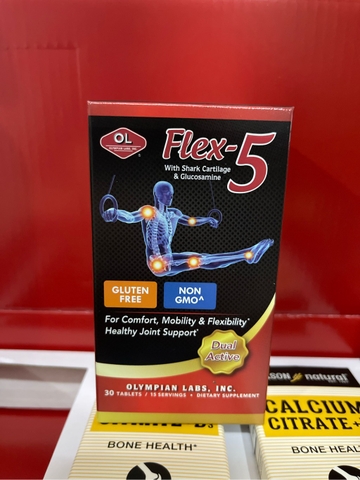 OL
OLYMPIAN LABS, INC.
Flex-5
With Shark Cartilage
& Glucosamine
GLUTEN
FREE
NON
GMO^
For Comfort, Mobility & Flexibility*
Healthy Joint Support*
Dual
Active
OLYMPIAN LABS, INC.
30 TABLETS / 15 SERVINGS • DIETARY SUPPLEMENT
BONE HEALTH*
SON natural
CALCIUM
CITRATE+
BONE HEALTH*